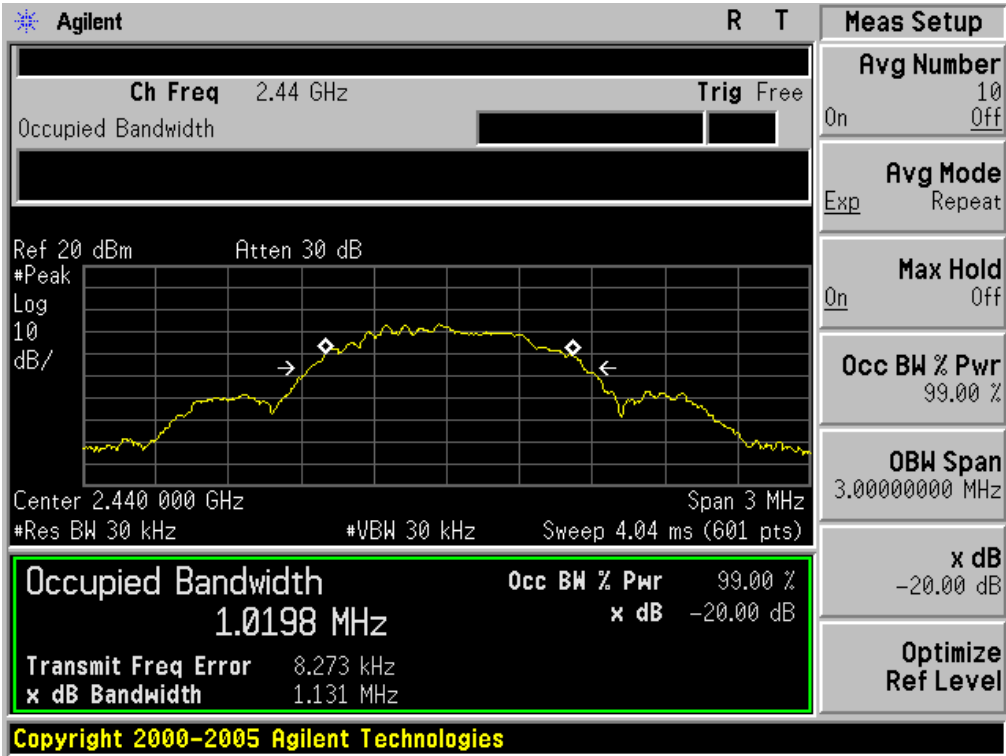 Agilent R T
Ch Freq 2.44 GHz Trig Free
Occupied Bandwidth
Ref 20 dBm Atten 30 dB
#Peak
Log
10
dB/
Center 2.440 000 GHz Span 3 MHz
#Res BW 30 kHz #VBW 30 kHz Sweep 4.04 ms (601 pts)
Occupied Bandwidth
1.0198 MHz
Occ BW % Pwr 99.00 %
x dB -20.00 dB
Transmit Freq Error 8.273 kHz
x dB Bandwidth 1.131 MHz
Copyright 2000-2005 Agilent Technologies
Meas Setup
Avg Number
10
On Off
Avg Mode
Exp Repeat
Max Hold
On Off
Occ BW % Pwr
99.00 %
OBW Span
3.00000000 MHz
x dB
-20.00 dB
Optimize
Ref Level